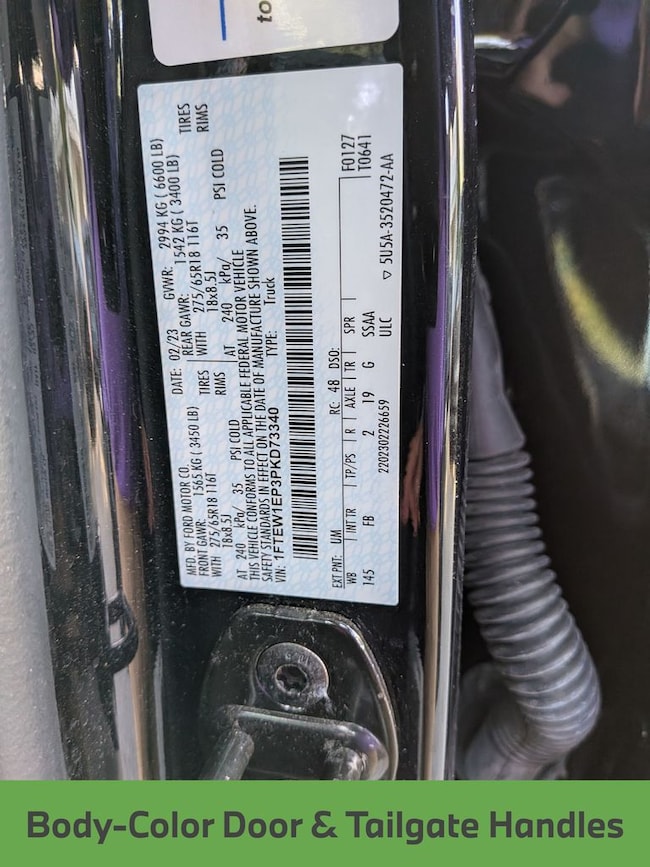 to
MFD. BY FORD MOTOR CO. DATE: 02/23 GVWR: 2994 KG ( 6600 LB)
FRONT GAWR: 1565 KG ( 3450 LB) REAR GAWR: 1542 KG ( 3400 LB)
WITH 275/65R18 116T TIRES WITH 275/65R18 116T TIRES
18x8.5J RIMS 18x8.5J RIMS
AT 240 kPa/ 35 PSI COLD AT 240 kPa/ 35 PSI COLD
THIS VEHICLE CONFORMS TO ALL APPLICABLE FEDERAL MOTOR VEHICLE
SAFETY STANDARDS IN EFFECT ON THE DATE OF MANUFACTURE SHOWN ABOVE.
VIN: 1FTEW1EP3PKD73340 TYPE: Truck
EXT PNT: UM RC: 48 DSO: F0127
WB INT TR TP/PS R AXLE TR SPR T0641
145 FB 2 19 G SSAA
ULC
2202302226659 ▽ 5U5A-3520472-AA
Body-Color Door & Tailgate Handles